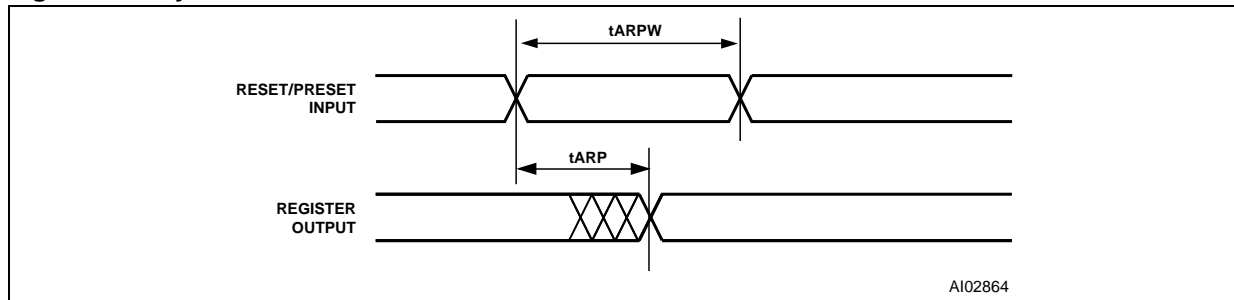 tARPW
RESET/PRESET
INPUT
tARP
REGISTER
OUTPUT
AI02864